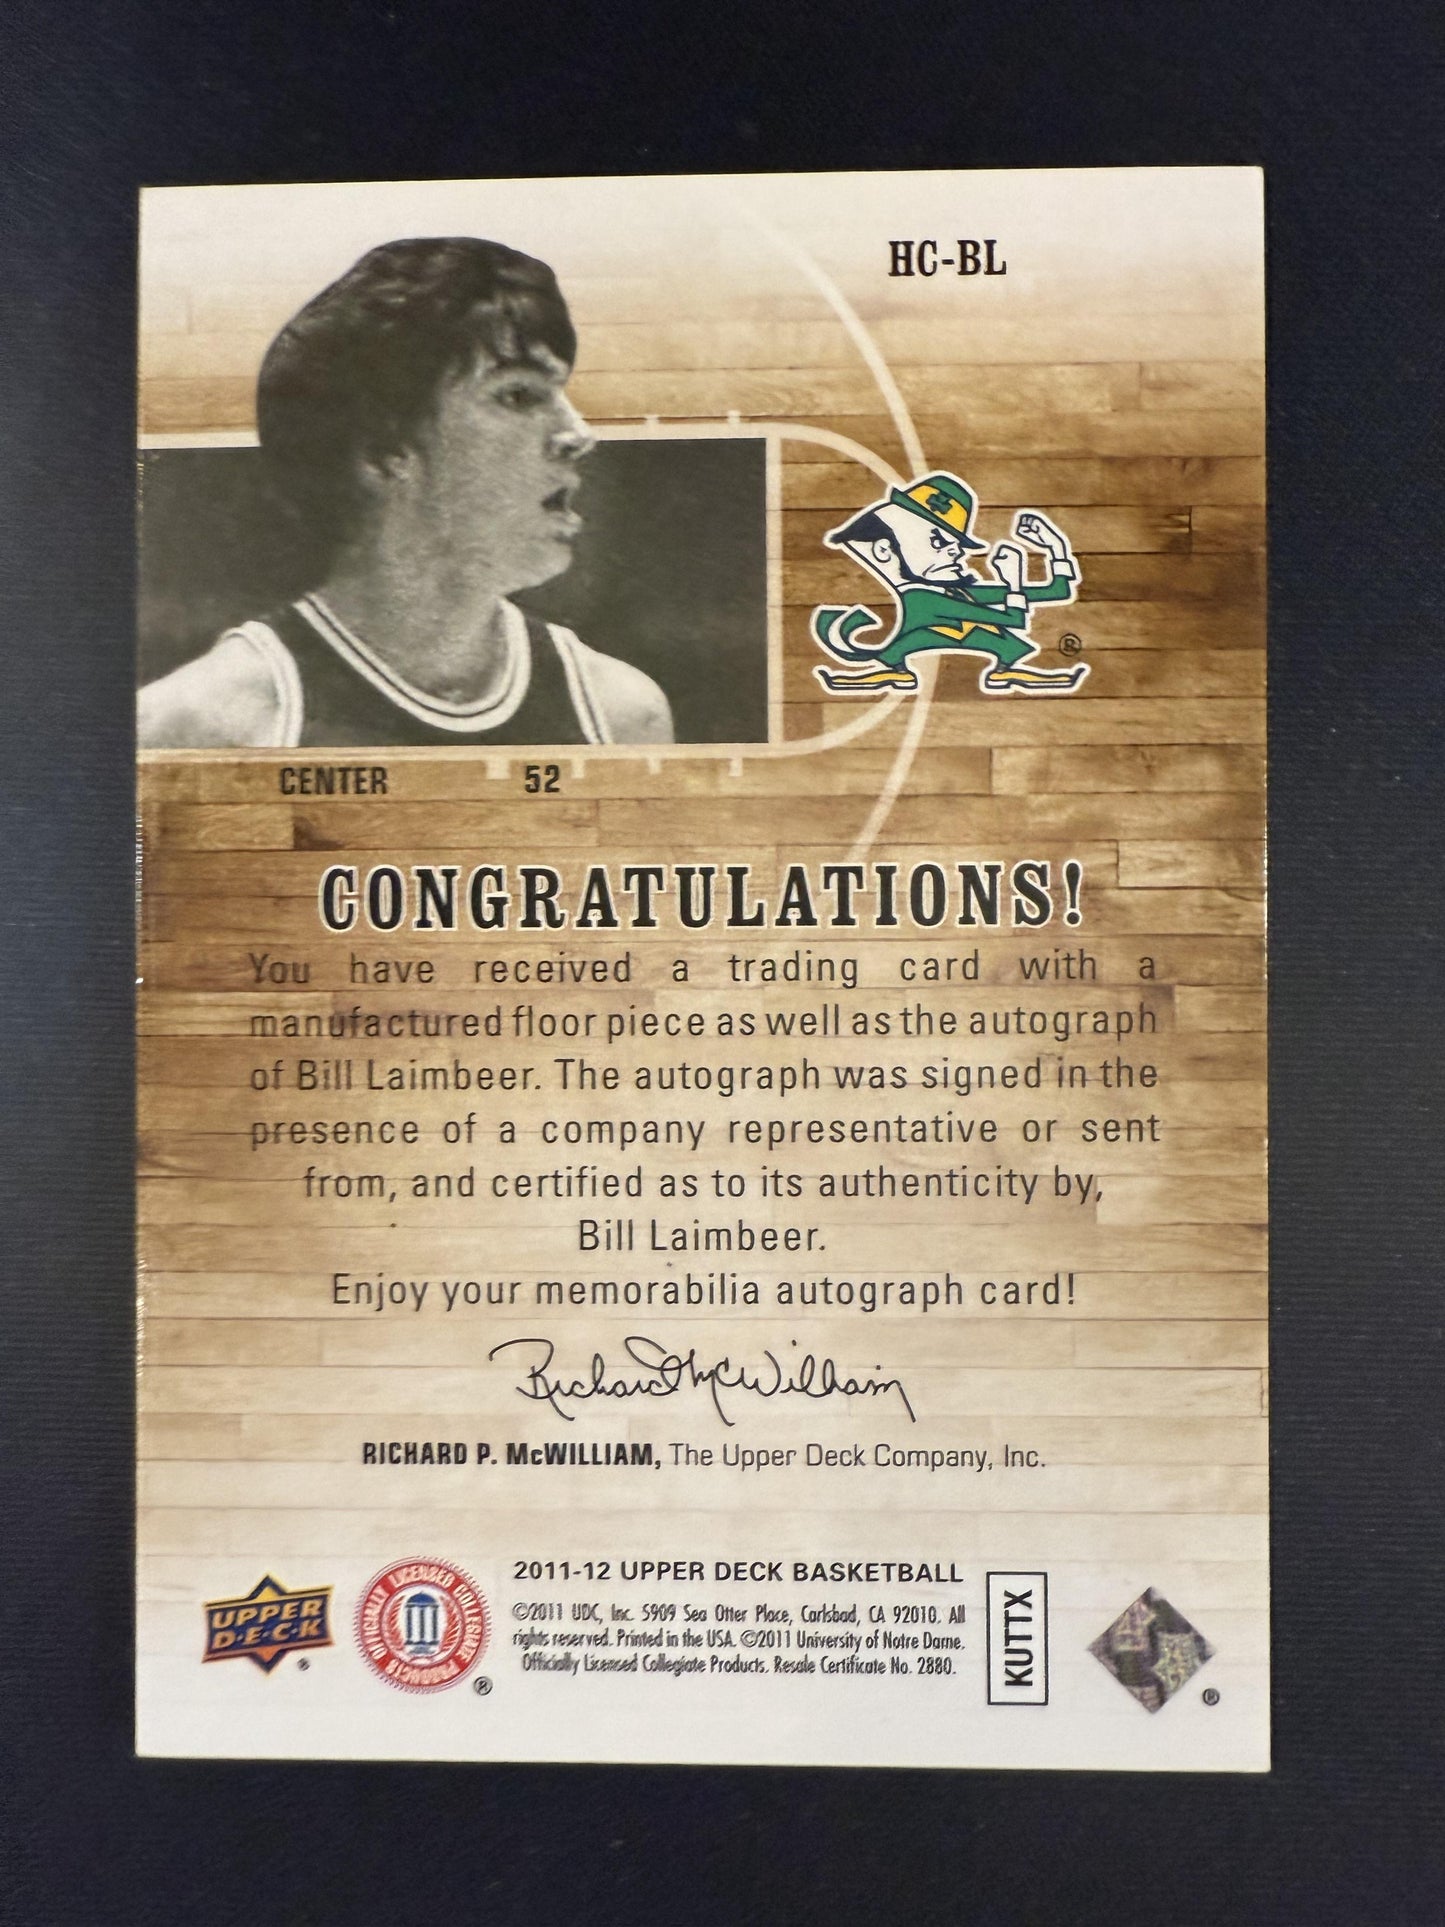 HC-BL
®
CENTER 52
CONGRATULATIONS!
You have received a trading card with a
manufactured floor piece as well as the autograph
of Bill Laimbeer. The autograph was signed in the
presence of a company representative or sent
from, and certified as to its authenticity by,
Bill Laimbeer.
Enjoy your memorabilia autograph card!
Richard P. McWilliam
RICHARD P. McWILLIAM, The Upper Deck Company, Inc.
UPPER
D·E·C·K
®
OFFICIALLY LICENSED COLLEGIATE PRODUCTS
®
2011-12 UPPER DECK BASKETBALL
©2011 UDC, Inc. 5909 Sea Otter Place, Carlsbad, CA 92010. All
rights reserved. Printed in the USA. ©2011 University of Notre Dame.
Officially Licensed Collegiate Products. Resale Certificate No. 2880.
KUTTX
®